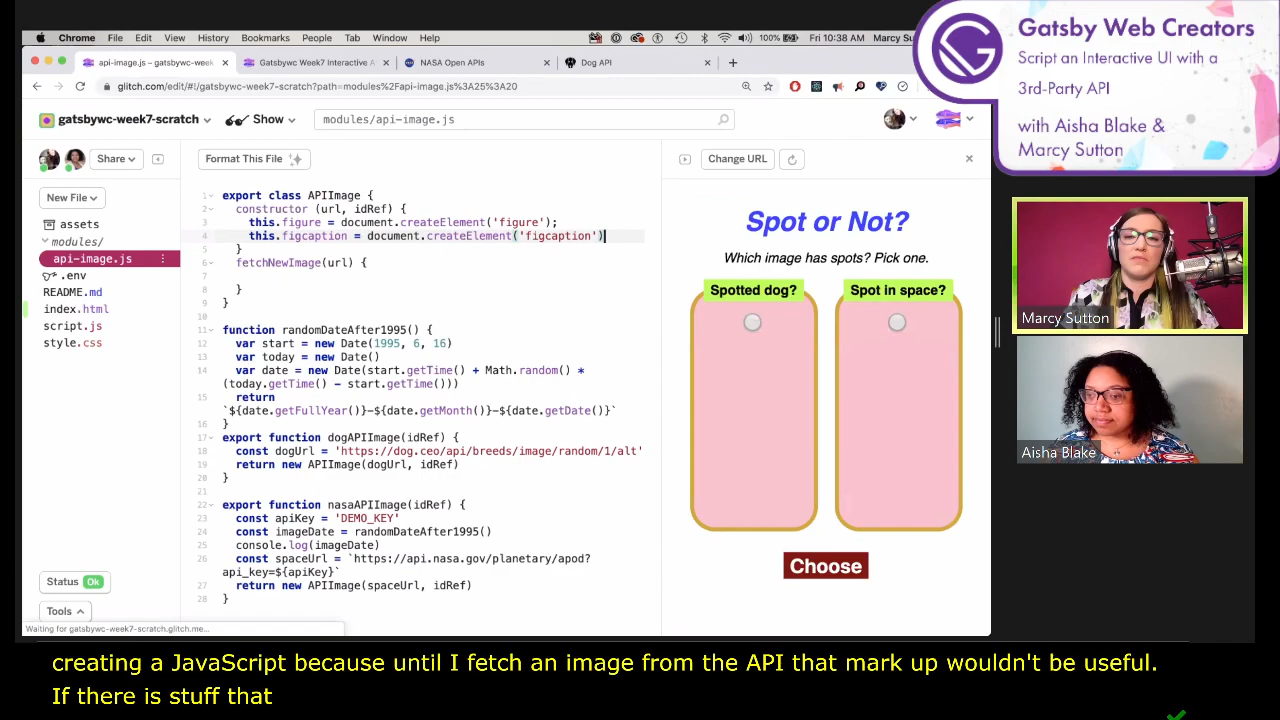 Chrome File Edit View History Bookmarks People Tab Window Help 100% Fri 10:38 AM Marcy Su
api-image.js – gatsbywc-week Gatsbywc Week7 Interactive A NASA Open APIs Dog API
glitch.com/edit/#!/gatsbywc-week7-scratch?path=modules%2Fapi-image.js%3A25%3A20
gatsbywc-week7-scratch Show modules/api-image.js
Share Format This File Change URL
New File
assets
modules/
api-image.js
.env
README.md
index.html
script.js
style.css
Status Ok
Tools
Waiting for gatsbywc-week7-scratch.glitch.me...
1 export class APIImage {
2 constructor (url, idRef) {
3 this.figure = document.createElement('figure');
4 this.figcaption = document.createElement('figcaption')
5 }
6 fetchNewImage(url) {
7
8 }
9 }
10
11 function randomDateAfter1995() {
12 var start = new Date(1995, 6, 16)
13 var today = new Date()
14 var date = new Date(start.getTime() + Math.random() *
(today.getTime() - start.getTime()))
15 return
`${date.getFullYear()}-${date.getMonth()}-${date.getDate()}`
16 }
17 export function dogAPIImage(idRef) {
18 const dogUrl = 'https://dog.ceo/api/breeds/image/random/1/alt'
19 return new APIImage(dogUrl, idRef)
20 }
21
22 export function nasaAPIImage(idRef) {
23 const apiKey = 'DEMO_KEY'
24 const imageDate = randomDateAfter1995()
25 console.log(imageDate)
26 const spaceUrl = `https://api.nasa.gov/planetary/apod?
api_key=${apiKey}`
27 return new APIImage(spaceUrl, idRef)
28 }
Spot or Not?
Which image has spots? Pick one.
Spotted dog? Spot in space?
Choose
Gatsby Web Creators
Script an Interactive UI with a
3rd-Party API
with Aisha Blake &
Marcy Sutton
Marcy Sutton
Aisha Blake
creating a JavaScript because until I fetch an image from the API that mark up wouldn't be useful.
If there is stuff that